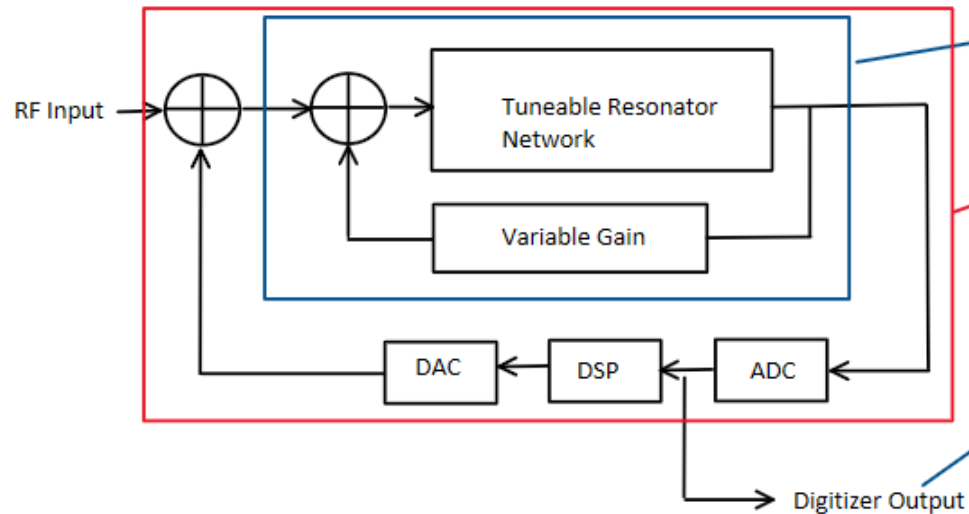 RF Input
Tuneable Resonator
Network
Variable Gain
DAC
DSP
ADC
Digitizer Output